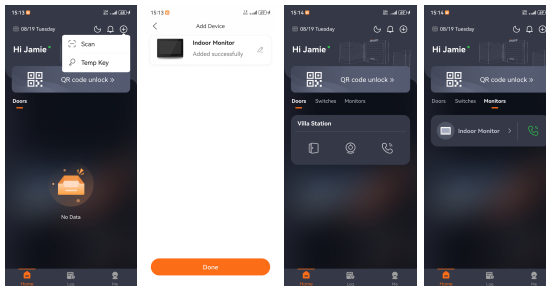 15:13
08/19 Tuesday
Scan
Temp Key
Hi Jamie
QR code unlock »
Doors
No Data
Home
Log
Me
15:13
Add Device
Indoor Monitor
Added successfully
Done
15:14
08/19 Tuesday
Hi Jamie
QR code unlock »
Doors Switches Monitors
Villa Station
Home
Log
Me
15:14
08/19 Tuesday
Hi Jamie
QR code unlock »
Doors Switches Monitors
Indoor Monitor >
Home
Log
Me